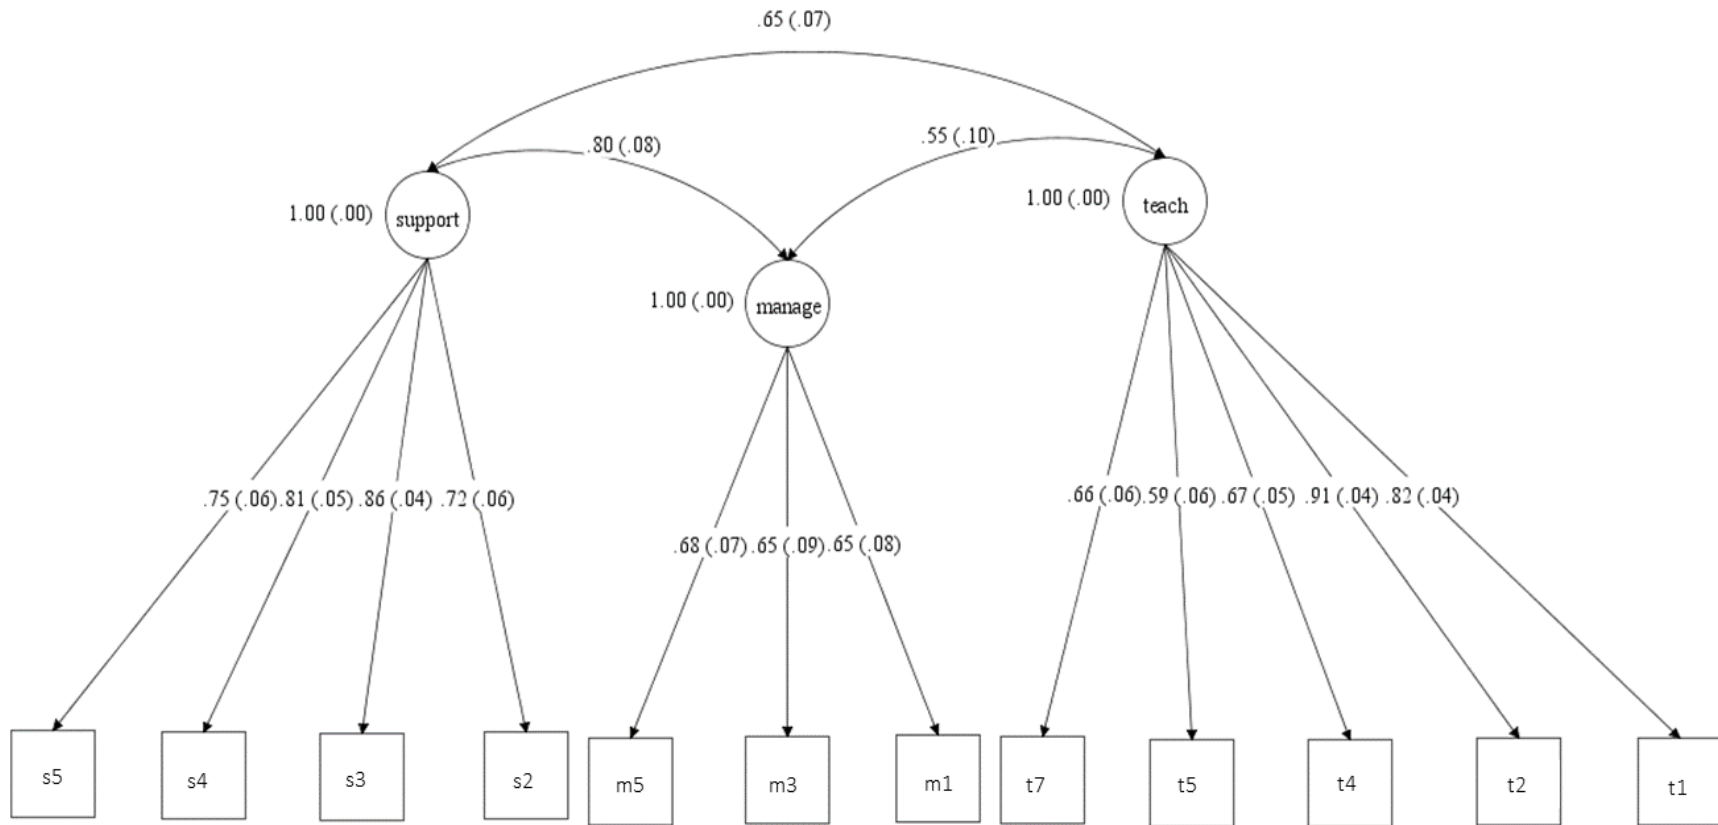 .65 (.07)
.80 (.08)
.55 (.10)
1.00 (.00)
support
1.00 (.00)
teach
1.00 (.00)
manage
.75 (.06) .81 (.05) .86 (.04) .72 (.06)
.66 (.06) .59 (.06) .67 (.05) .91 (.04) .82 (.04)
.68 (.07) .65 (.09) .65 (.08)
s5 s4 s3 s2 m5 m3 m1 t7 t5 t4 t2 t1